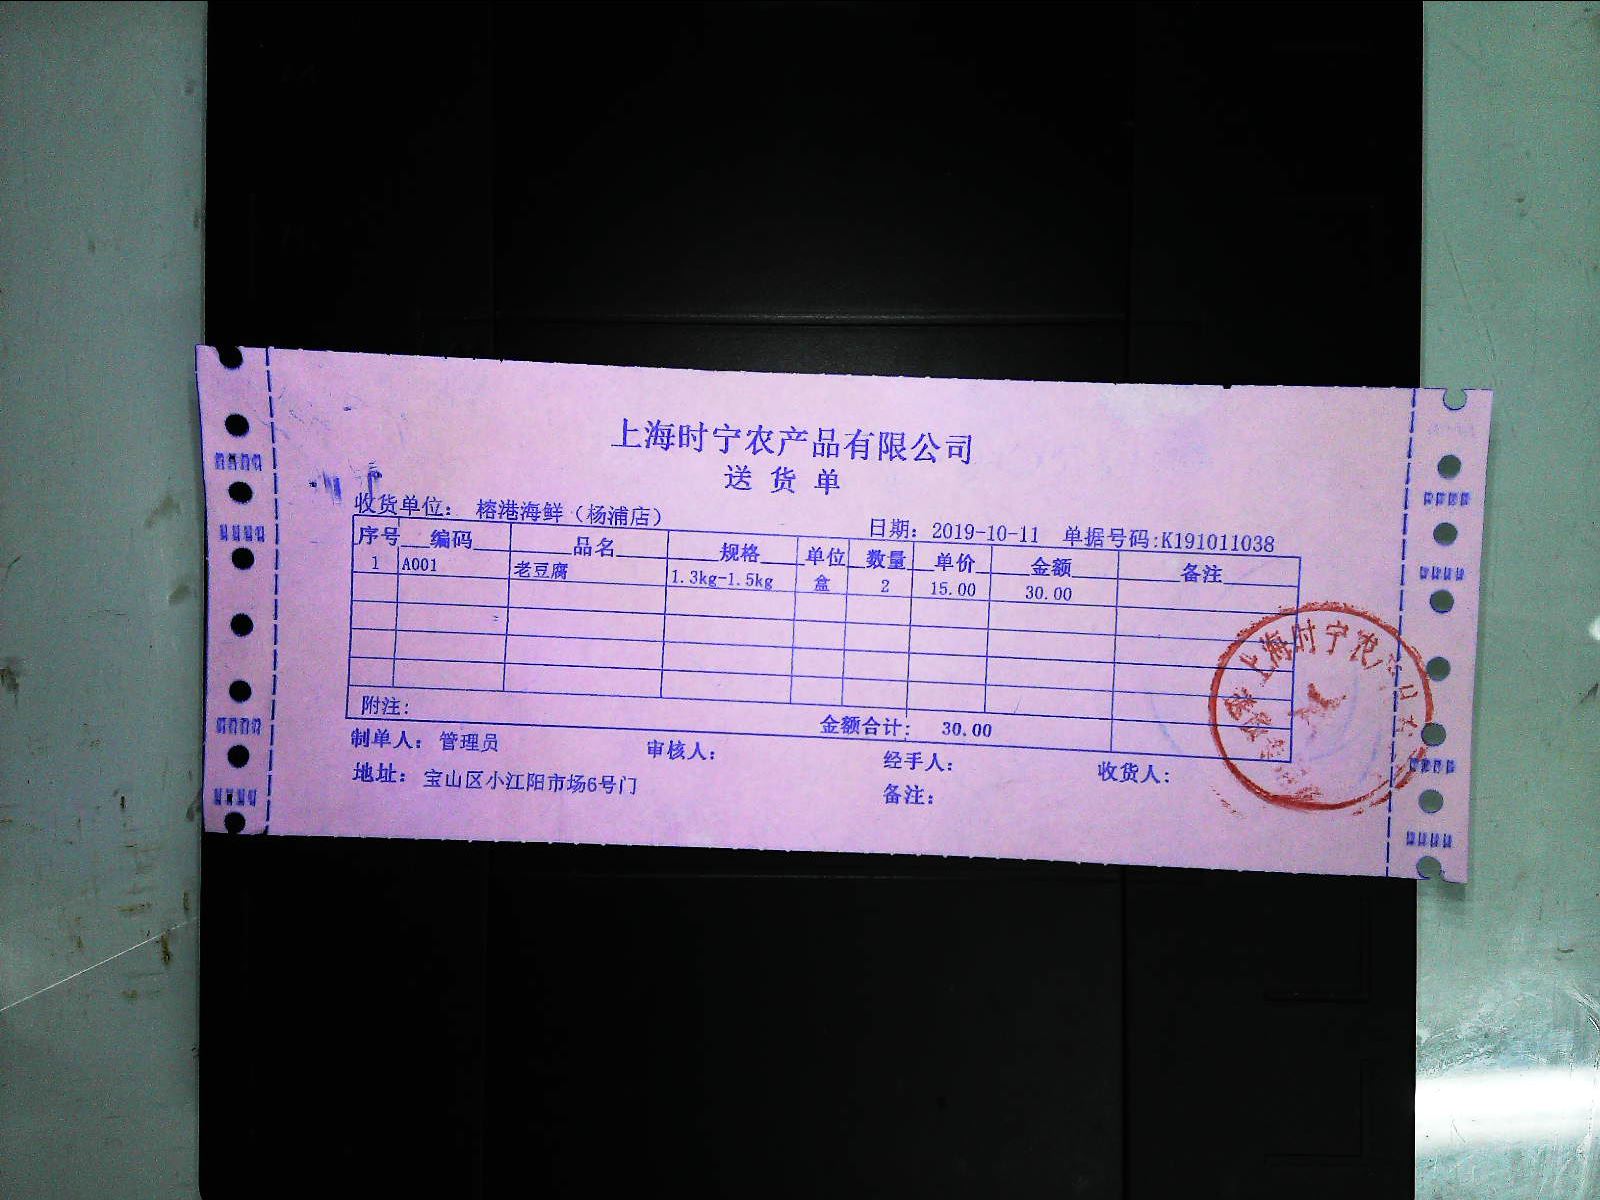 上海时宁农产品有限公司
送货单
收货单位: 榕港海鲜（杨浦店） 日期: 2019-10-11 单据号码:K191011038
序号 编码 品名 规格 单位 数量 单价 金额 备注
1 A001 老豆腐 1.3kg-1.5kg 盒 2 15.00 30.00
附注: 金额合计: 30.00
制单人: 管理员 审核人: 经手人: 收货人:
地址: 宝山区小江阳市场6号门 备注:
上海时宁农产